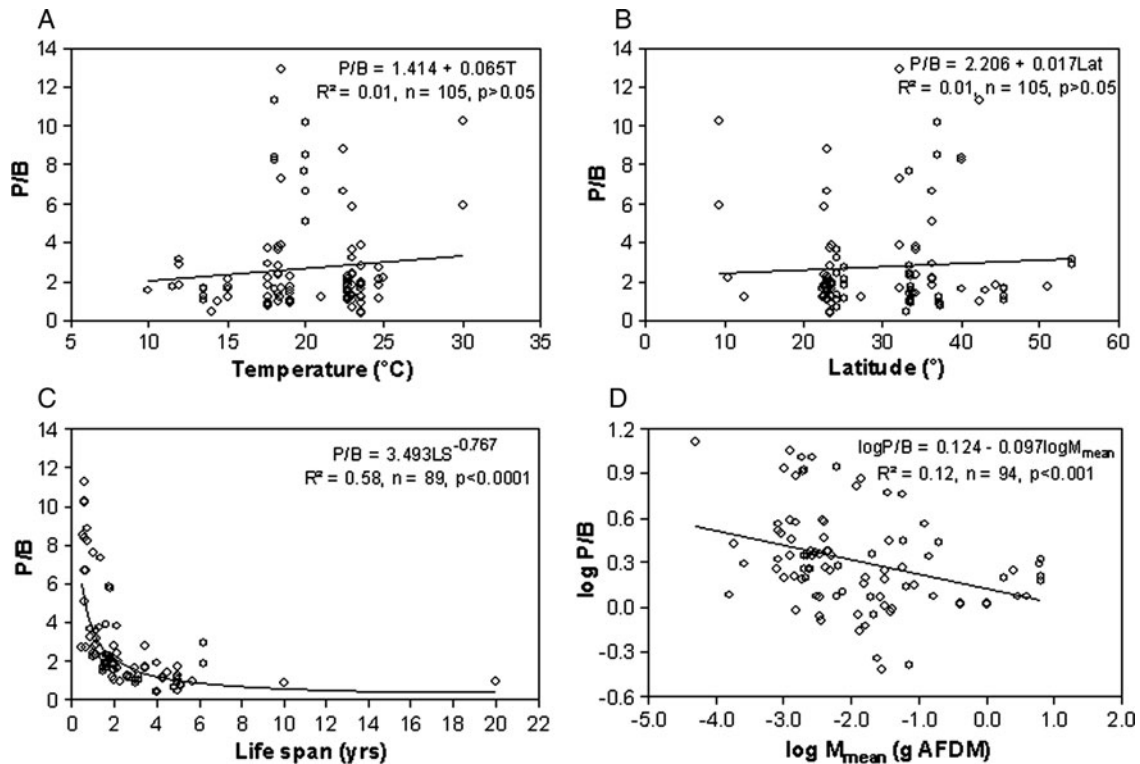 A
14
12
10
8
6
4
2
0
P/B
P/B = 1.414 + 0.065T
R² = 0.01, n = 105, p>0.05
5 10 15 20 25 30 35
Temperature (°C)
B
14
12
10
8
6
4
2
0
P/B
P/B = 2.206 + 0.017Lat
R² = 0.01, n = 105, p>0.05
0 10 20 30 40 50 60
Latitude (°)
C
14
12
10
8
6
4
2
0
P/B
P/B = 3.493LS^-0.767
R² = 0.58, n = 89, p<0.0001
0 2 4 6 8 10 12 14 16 18 20 22
Life span (yrs)
D
1.2
0.9
0.6
0.3
0.0
-0.3
-0.6
log P/B
logP/B = 0.124 - 0.097logMmean
R² = 0.12, n = 94, p<0.001
-5.0 -4.0 -3.0 -2.0 -1.0 0.0 1.0 2.0
log Mmean (g AFDM)